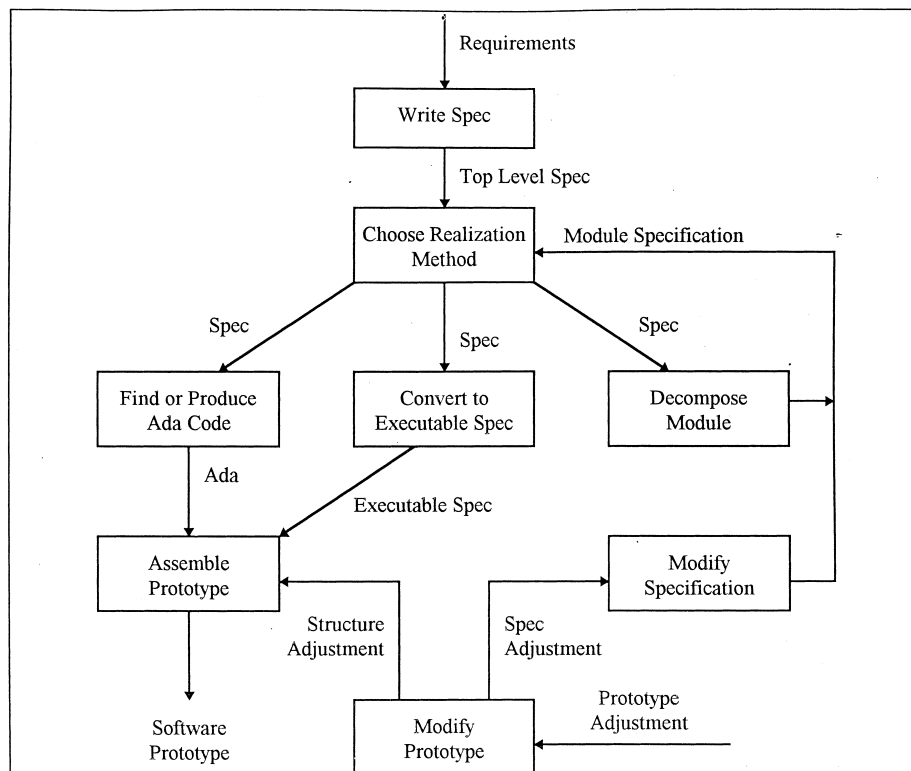 Requirements
Write Spec
Top Level Spec
Choose Realization
Method
Module Specification
Spec
Spec
Spec
Find or Produce
Ada Code
Convert to
Executable Spec
Decompose
Module
Ada
Executable Spec
Assemble
Prototype
Modify
Specification
Structure
Adjustment
Spec
Adjustment
Software
Prototype
Modify
Prototype
Prototype
Adjustment